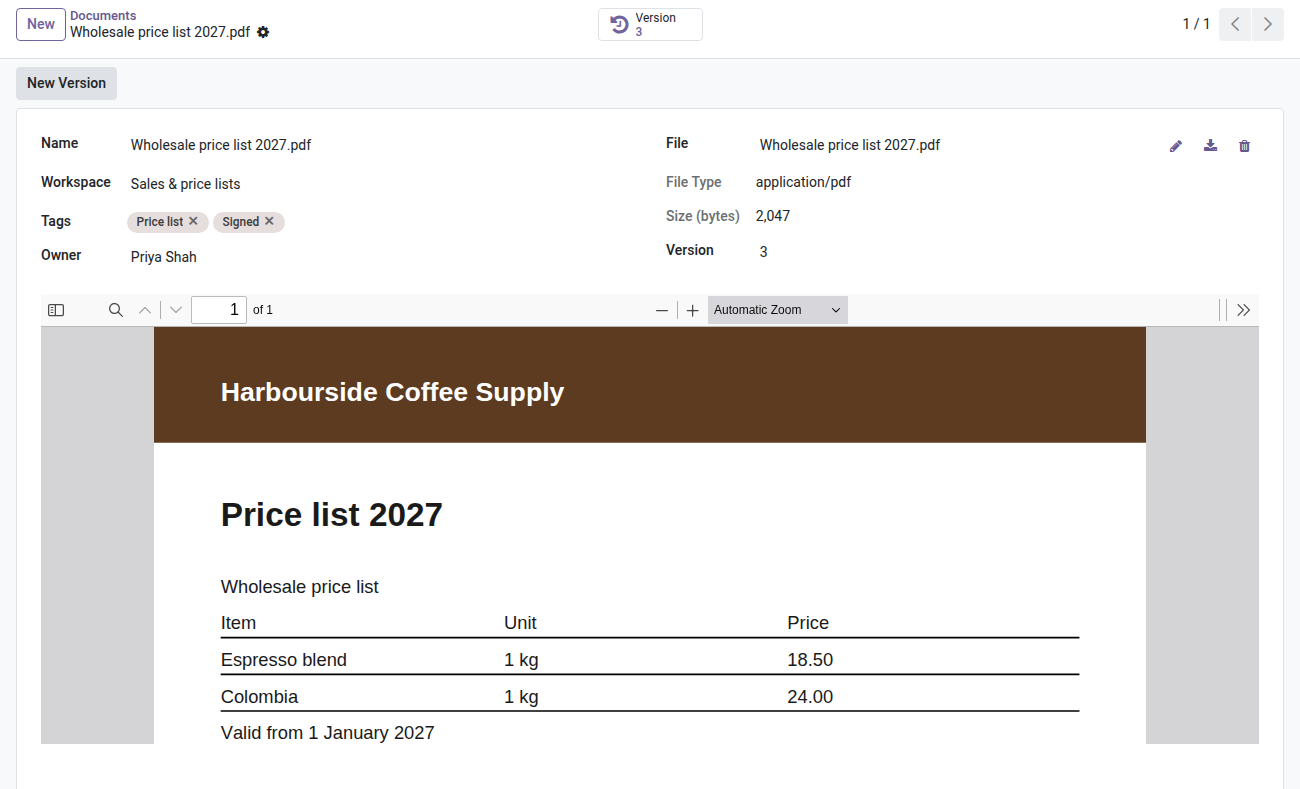 New
Documents
Wholesale price list 2027.pdf
Version
3
1 / 1
New Version
Name
Wholesale price list 2027.pdf
Workspace
Sales & price lists
Tags
Price list ✕ Signed ✕
Owner
Priya Shah
File
Wholesale price list 2027.pdf
File Type
application/pdf
Size (bytes)
2,047
Version
3
1 of 1
Automatic Zoom
Harbourside Coffee Supply
Price list 2027
Wholesale price list
Item Unit Price
Espresso blend 1 kg 18.50
Colombia 1 kg 24.00
Valid from 1 January 2027